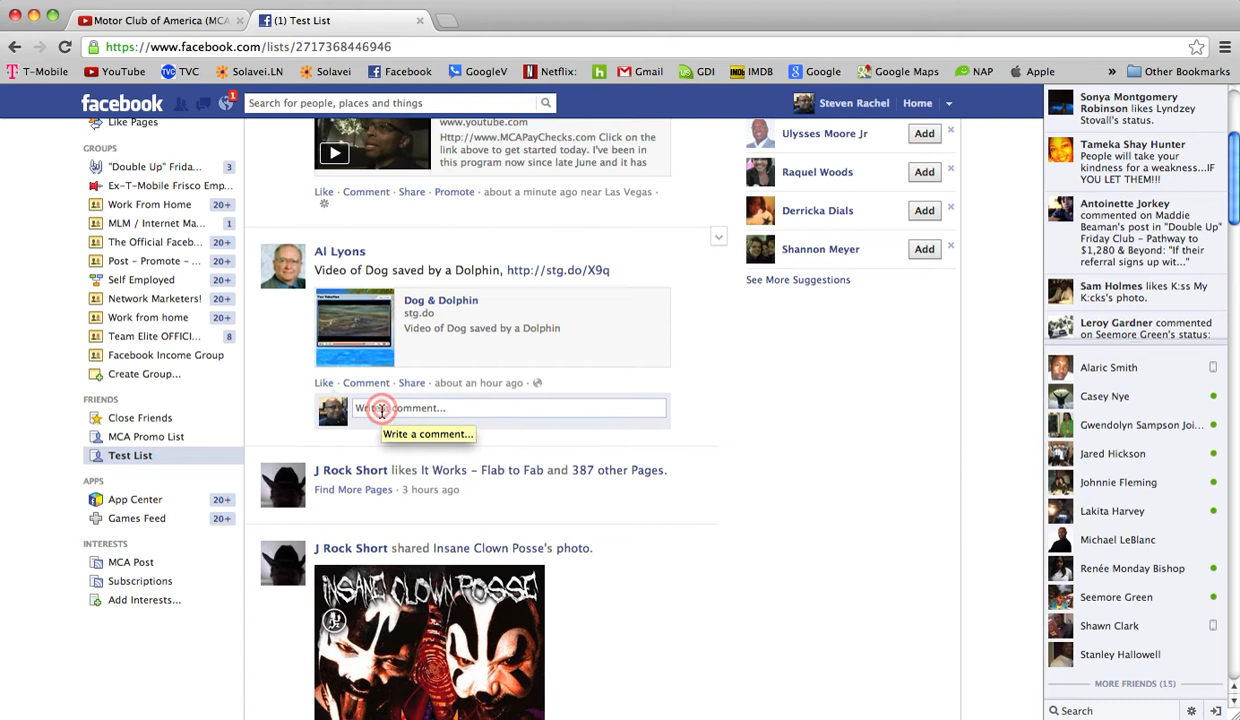 Motor Club of America (MCA
(1) Test List
https://www.facebook.com/lists/2717368446946
T-Mobile
YouTube
TVC
Solavei.LN
Solavei
Facebook
GoogleV
Netflix:
Gmail
GDI
IMDB
Google
Google Maps
NAP
Apple
»
Other Bookmarks
facebook
1
Search for people, places and things
Steven Rachel
Home
Like Pages
GROUPS
"Double Up" Frida... 3
Ex-T-Mobile Frisco Emp...
Work From Home 20+
MLM / Internet Ma... 1
The Official Faceb... 20+
Post - Promote - ... 20+
Self Employed 20+
Network Marketers! 20+
Work from home 20+
Team Elite OFFICI... 8
Facebook Income Group
Create Group...
FRIENDS
Close Friends
MCA Promo List
Test List
APPS
App Center 20+
Games Feed 20+
INTERESTS
MCA Post
Subscriptions
Add Interests...
www.youtube.com
Http://www.MCAPayChecks.com Click on the
link above to get started today. I've been in
this program now since late June and it has
Like · Comment · Share · Promote · about a minute ago near Las Vegas ·
Al Lyons
Video of Dog saved by a Dolphin, http://stg.do/X9q
Dog & Dolphin
stg.do
Video of Dog saved by a Dolphin
Like · Comment · Share · about an hour ago ·
Write a comment...
Write a comment...
J Rock Short likes It Works - Flab to Fab and 387 other Pages.
Find More Pages · 3 hours ago
J Rock Short shared Insane Clown Posse's photo.
INSANE CLOWN POSSE
Ulysses Moore Jr Add
Raquel Woods Add
Derricka Dials Add
Shannon Meyer Add
See More Suggestions
Sonya Montgomery
Robinson likes Lyndzey
Stovall's status.
Tameka Shay Hunter
People will take your
kindness for a weakness...IF
YOU LET THEM!!!
Antoinette Jorkey
commented on Maddie
Beaman's post in "Double Up"
Friday Club - Pathway to
$1,280 & Beyond: "If their
referral signs up wit..."
Sam Holmes likes K:ss My
K:cks's photo.
Leroy Gardner commented
on Seemore Green's status:
Alaric Smith
Casey Nye
Gwendolyn Sampson Joi...
Jared Hickson
Johnnie Fleming
Lakita Harvey
Michael LeBlanc
Renée Monday Bishop
Seemore Green
Shawn Clark
Stanley Hallowell
MORE FRIENDS (15)
Search